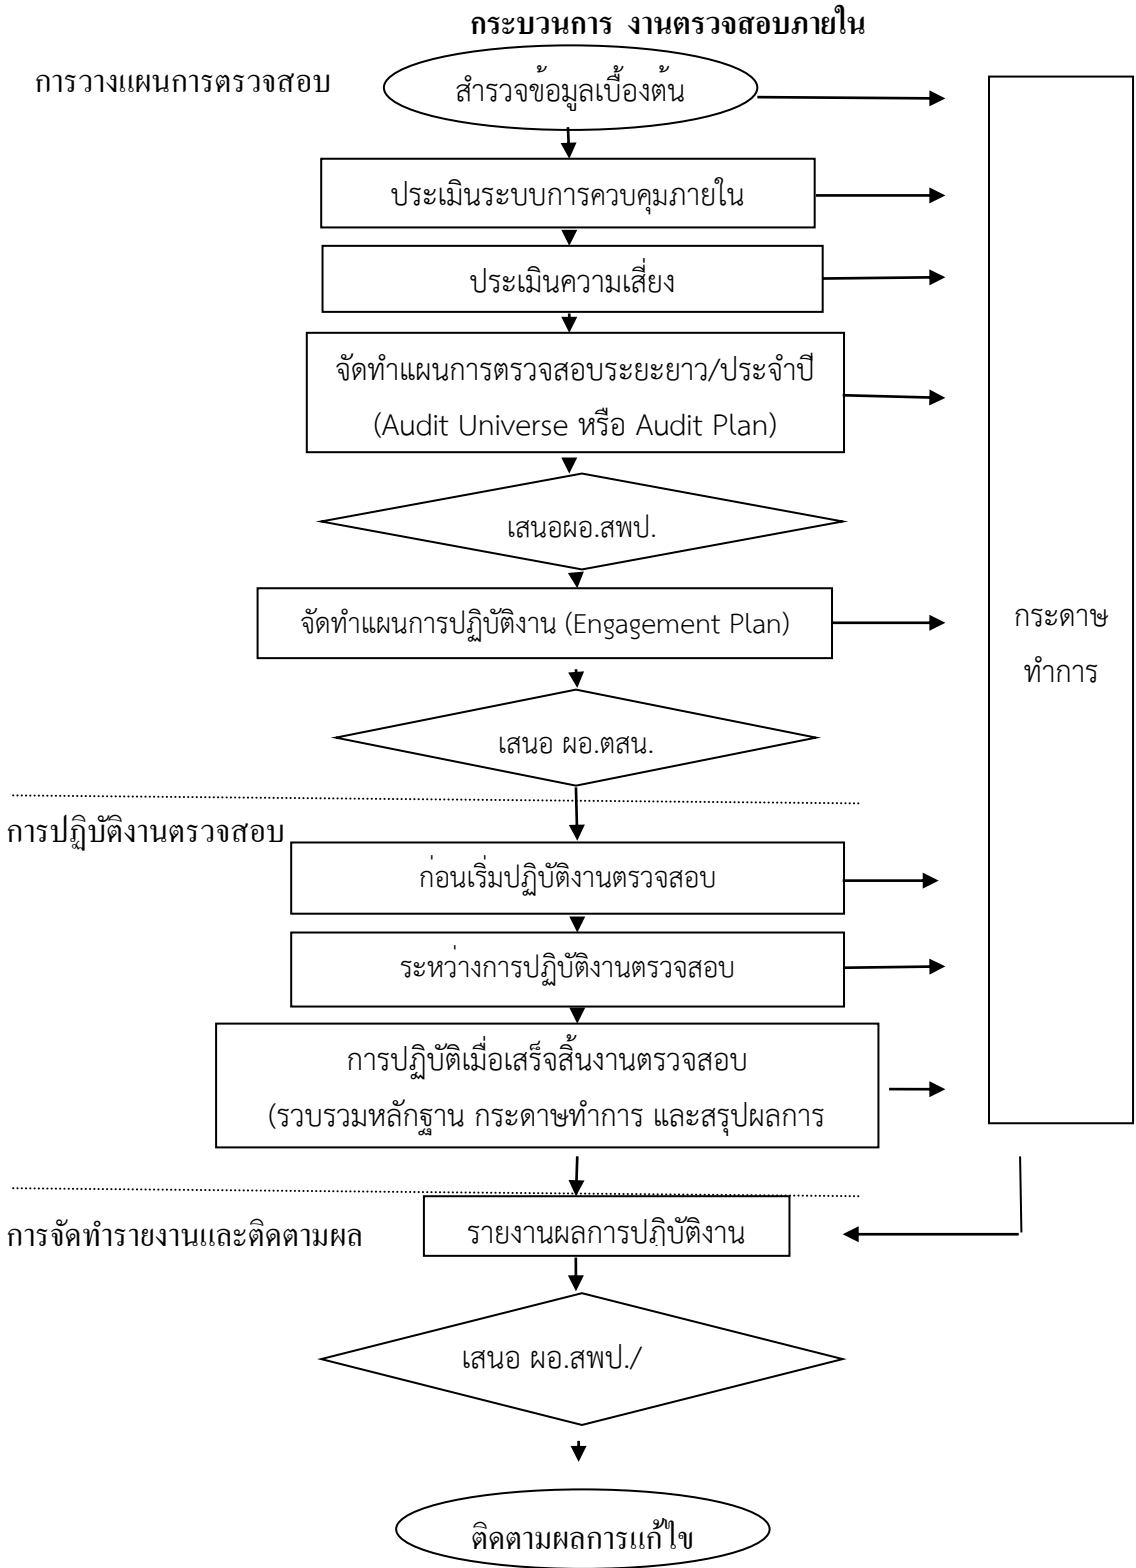 กระบวนการ งานตรวจสอบภายใน
การวางแผนการตรวจสอบ
สำรวจข้อมูลเบื้องต้น
ประเมินระบบการควบคุมภายใน
ประเมินความเสี่ยง
จัดทำแผนการตรวจสอบระยะยาว/ประจำปี
(Audit Universe หรือ Audit Plan)
เสนอผอ.สพป.
จัดทำแผนการปฏิบัติงาน (Engagement Plan)
กระดาษ
ทำการ
เสนอ ผอ.ตสน.
การปฏิบัติงานตรวจสอบ
ก่อนเริ่มปฏิบัติงานตรวจสอบ
ระหว่างการปฏิบัติงานตรวจสอบ
การปฏิบัติเมื่อเสร็จสิ้นงานตรวจสอบ
(รวบรวมหลักฐาน กระดาษทำการ และสรุปผลการ
การจัดทำรายงานและติดตามผล
รายงานผลการปฏิบัติงาน
เสนอ ผอ.สพป./
ติดตามผลการแก้ไข